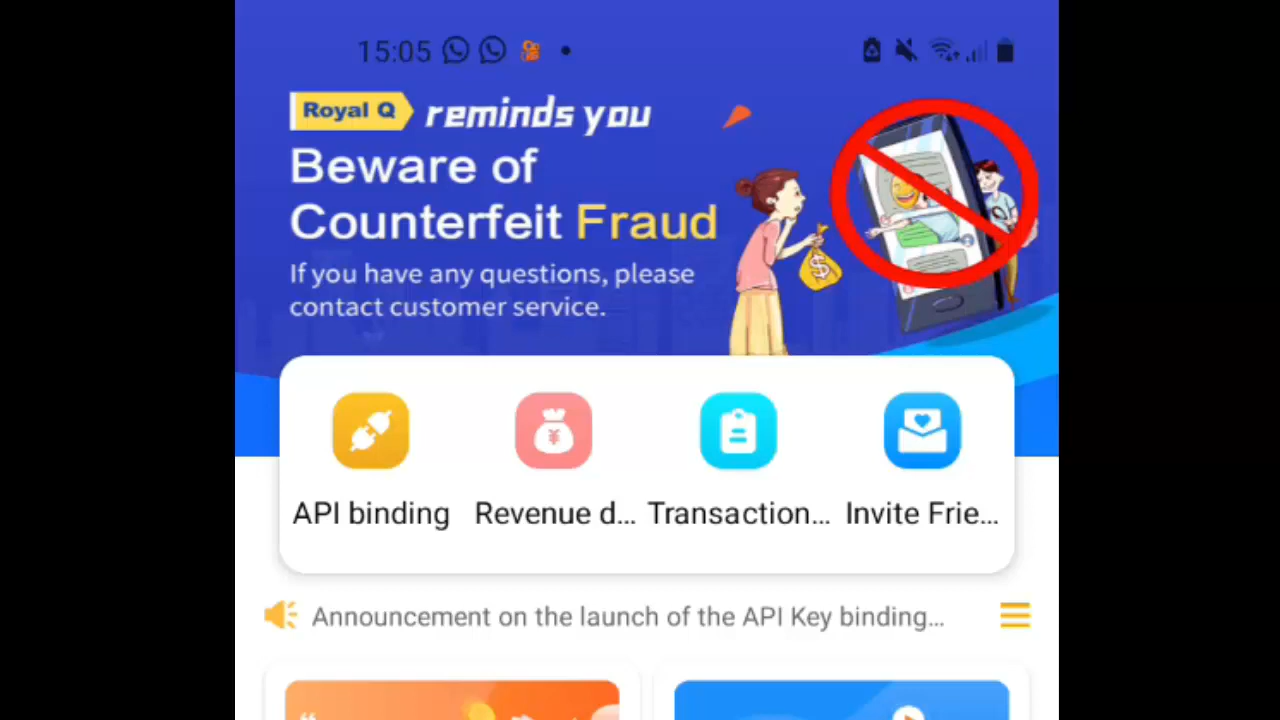 15:05
Royal Q reminds you
Beware of
Counterfeit Fraud
If you have any questions, please
contact customer service.
API binding Revenue d... Transaction... Invite Frie...
Announcement on the launch of the API Key binding...